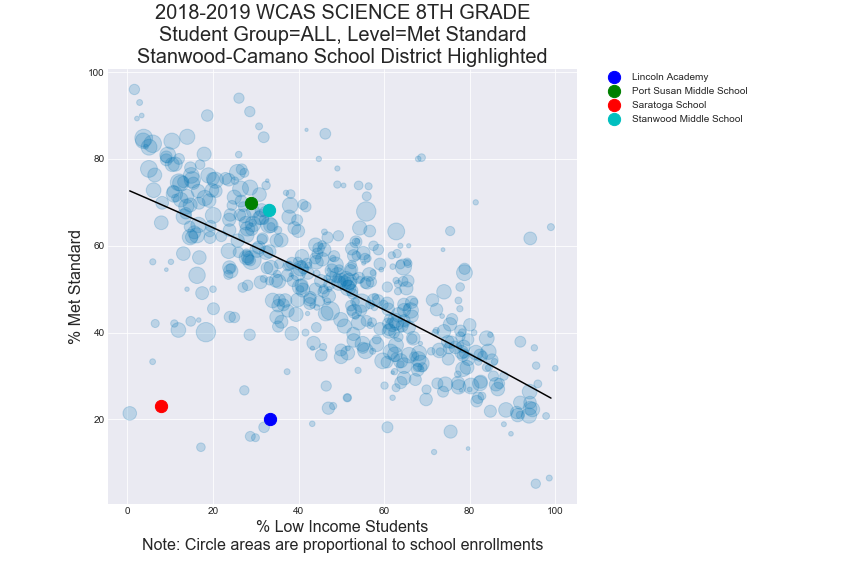 2018-2019 WCAS SCIENCE 8TH GRADE
Student Group=ALL, Level=Met Standard
Stanwood-Camano School District Highlighted
Lincoln Academy
Port Susan Middle School
Saratoga School
Stanwood Middle School
% Met Standard
100
80
60
40
20
0 20 40 60 80 100
% Low Income Students
Note: Circle areas are proportional to school enrollments